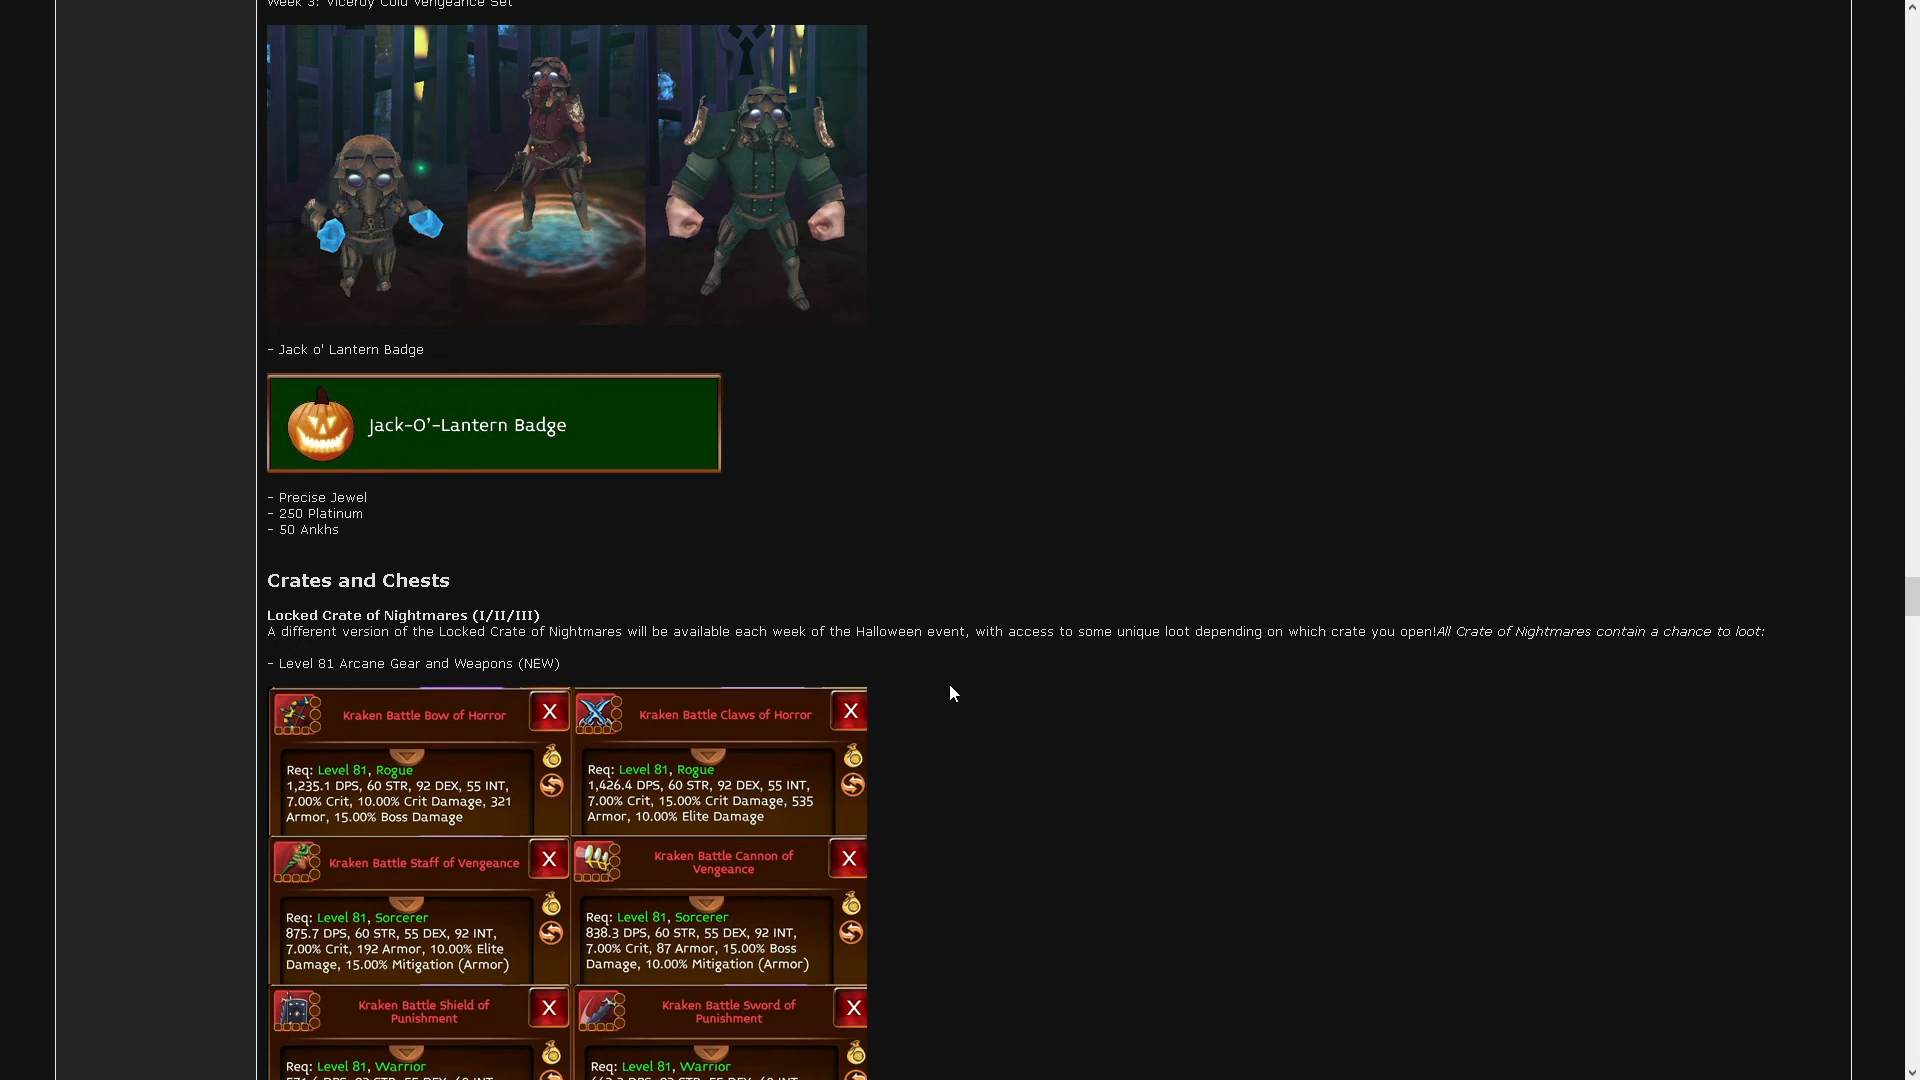 Week 3: Viceroy Cold Vengeance Set
- Jack o' Lantern Badge
Jack-O'-Lantern Badge
- Precise Jewel
- 250 Platinum
- 50 Ankhs
Crates and Chests
Locked Crate of Nightmares (I/II/III)
A different version of the Locked Crate of Nightmares will be available each week of the Halloween event, with access to some unique loot depending on which crate you open!All Crate of Nightmares contain a chance to loot:
- Level 81 Arcane Gear and Weapons (NEW)
Kraken Battle Bow of Horror
X
Req: Level 81, Rogue
1,235.1 DPS, 60 STR, 92 DEX, 55 INT,
7.00% Crit, 10.00% Crit Damage, 321
Armor, 15.00% Boss Damage
Kraken Battle Claws of Horror
X
Req: Level 81, Rogue
1,426.4 DPS, 60 STR, 92 DEX, 55 INT,
7.00% Crit, 15.00% Crit Damage, 535
Armor, 10.00% Elite Damage
Kraken Battle Staff of Vengeance
X
Req: Level 81, Sorcerer
875.7 DPS, 60 STR, 55 DEX, 92 INT,
7.00% Crit, 192 Armor, 10.00% Elite
Damage, 15.00% Mitigation (Armor)
Kraken Battle Cannon of
Vengeance
X
Req: Level 81, Sorcerer
838.3 DPS, 60 STR, 55 DEX, 92 INT,
7.00% Crit, 87 Armor, 15.00% Boss
Damage, 10.00% Mitigation (Armor)
Kraken Battle Shield of
Punishment
X
Req: Level 81, Warrior
Kraken Battle Sword of
Punishment
X
Req: Level 81, Warrior